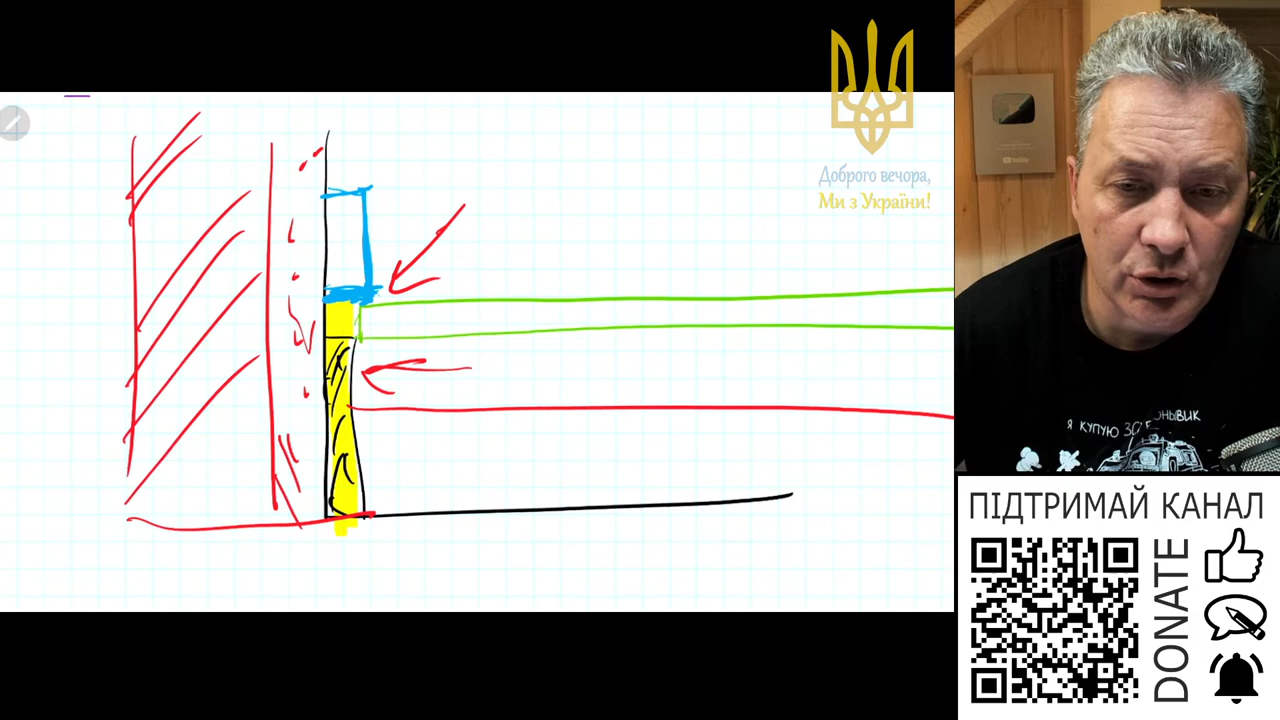 Доброго вечора,
Ми з України!
Я КУПУЮ
ПІДТРИМАЙ КАНАЛ
DONATE